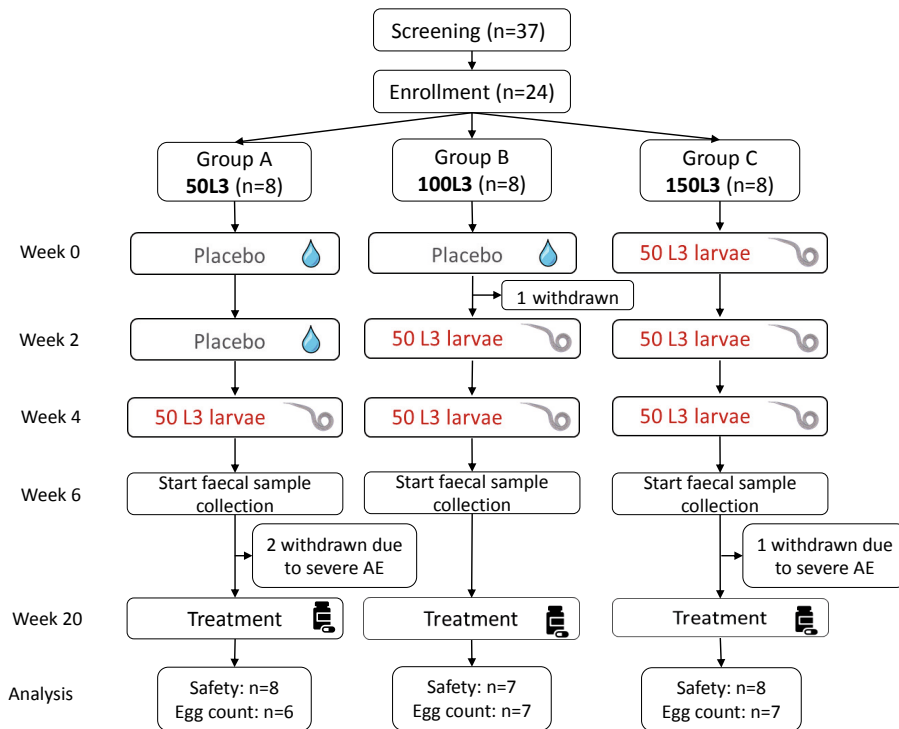 Screening (n=37)
Enrollment (n=24)
Group A
50L3 (n=8)
Group B
100L3 (n=8)
Group C
150L3 (n=8)
Week 0
Placebo
Placebo
50 L3 larvae
1 withdrawn
Week 2
Placebo
50 L3 larvae
50 L3 larvae
Week 4
50 L3 larvae
50 L3 larvae
50 L3 larvae
Week 6
Start faecal sample
collection
Start faecal sample
collection
Start faecal sample
collection
2 withdrawn due
to severe AE
1 withdrawn due
to severe AE
Week 20
Treatment
Treatment
Treatment
Analysis
Safety: n=8
Egg count: n=6
Safety: n=7
Egg count: n=7
Safety: n=8
Egg count: n=7